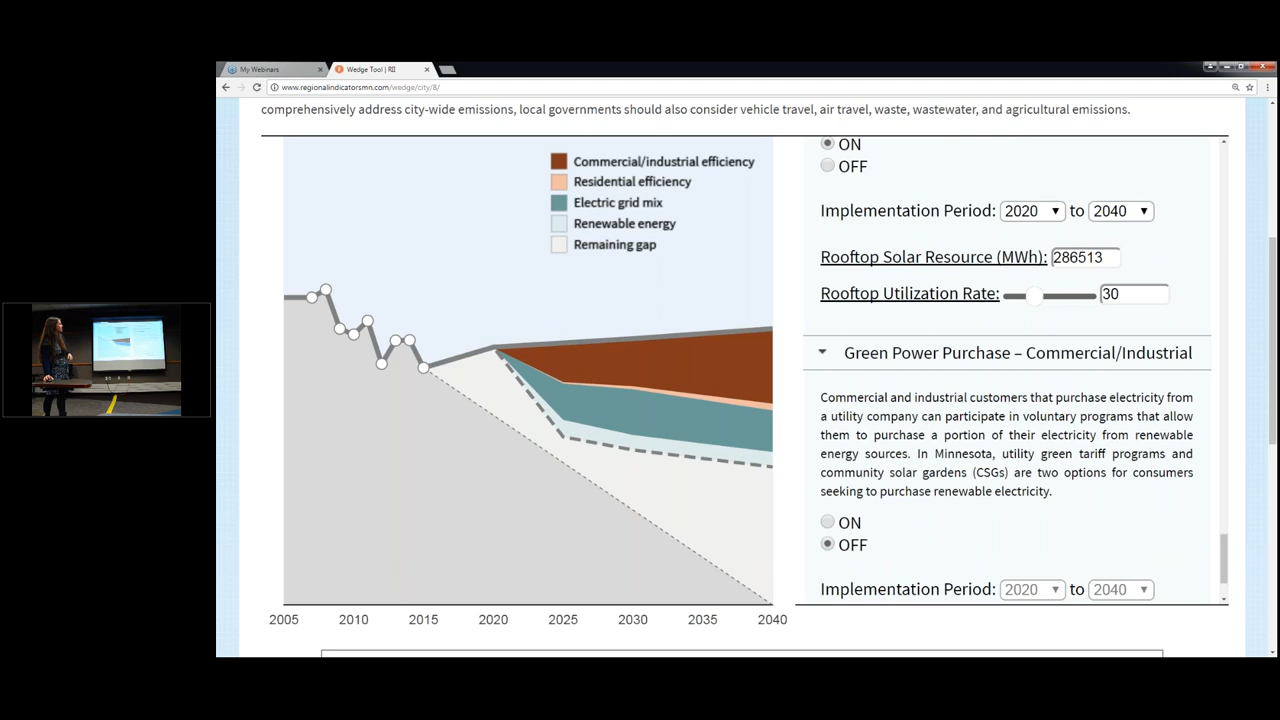 My Webinars
Wedge Tool | RII
www.regionalindicatorsmn.com/wedge/city/8/
comprehensively address city-wide emissions, local governments should also consider vehicle travel, air travel, waste, wastewater, and agricultural emissions.
Commercial/industrial efficiency
Residential efficiency
Electric grid mix
Renewable energy
Remaining gap
2005 2010 2015 2020 2025 2030 2035 2040
ON
OFF
Implementation Period: 2020 to 2040
Rooftop Solar Resource (MWh): 286513
Rooftop Utilization Rate: 30
Green Power Purchase – Commercial/Industrial
Commercial and industrial customers that purchase electricity from
a utility company can participate in voluntary programs that allow
them to purchase a portion of their electricity from renewable
energy sources. In Minnesota, utility green tariff programs and
community solar gardens (CSGs) are two options for consumers
seeking to purchase renewable electricity.
ON
OFF
Implementation Period: 2020 to 2040